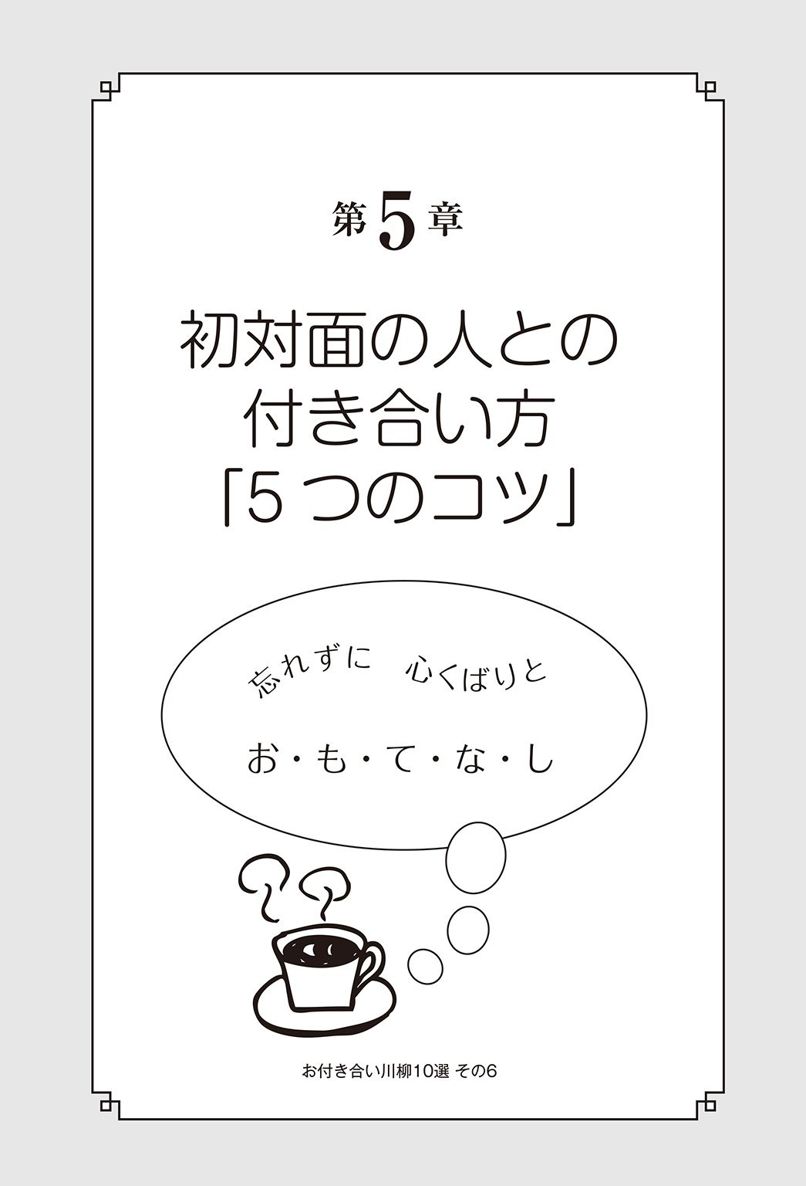 第5章
初対面の人との
付き合い方
「5つのコツ」
忘れずに　心くばりと
お・も・て・な・し
お付き合い川柳10選 その6